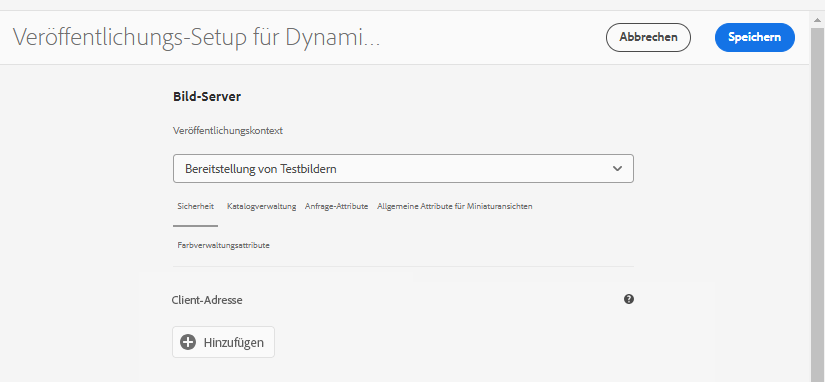 Veröffentlichungs-Setup für Dynami...
Abbrechen
Speichern
Bild-Server
Veröffentlichungskontext
Bereitstellung von Testbildern
Sicherheit Katalogverwaltung Anfrage-Attribute Allgemeine Attribute für Miniaturansichten
Farbverwaltungsattribute
Client-Adresse
?
Hinzufügen